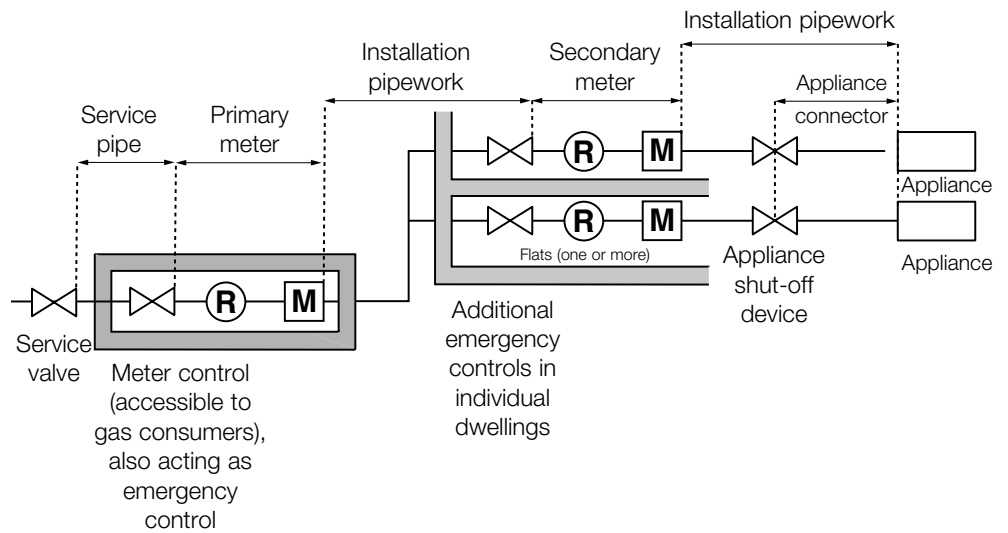 Installation pipework
Installation
pipework
Secondary
meter
Appliance
connector
Service
pipe
Primary
meter
R
M
Appliance
R
M
Flats (one or more)
Appliance
shut-off
device
Appliance
R
M
Service
valve
Meter control
(accessible to
gas consumers),
also acting as
emergency
control
Additional
emergency
controls in
individual
dwellings